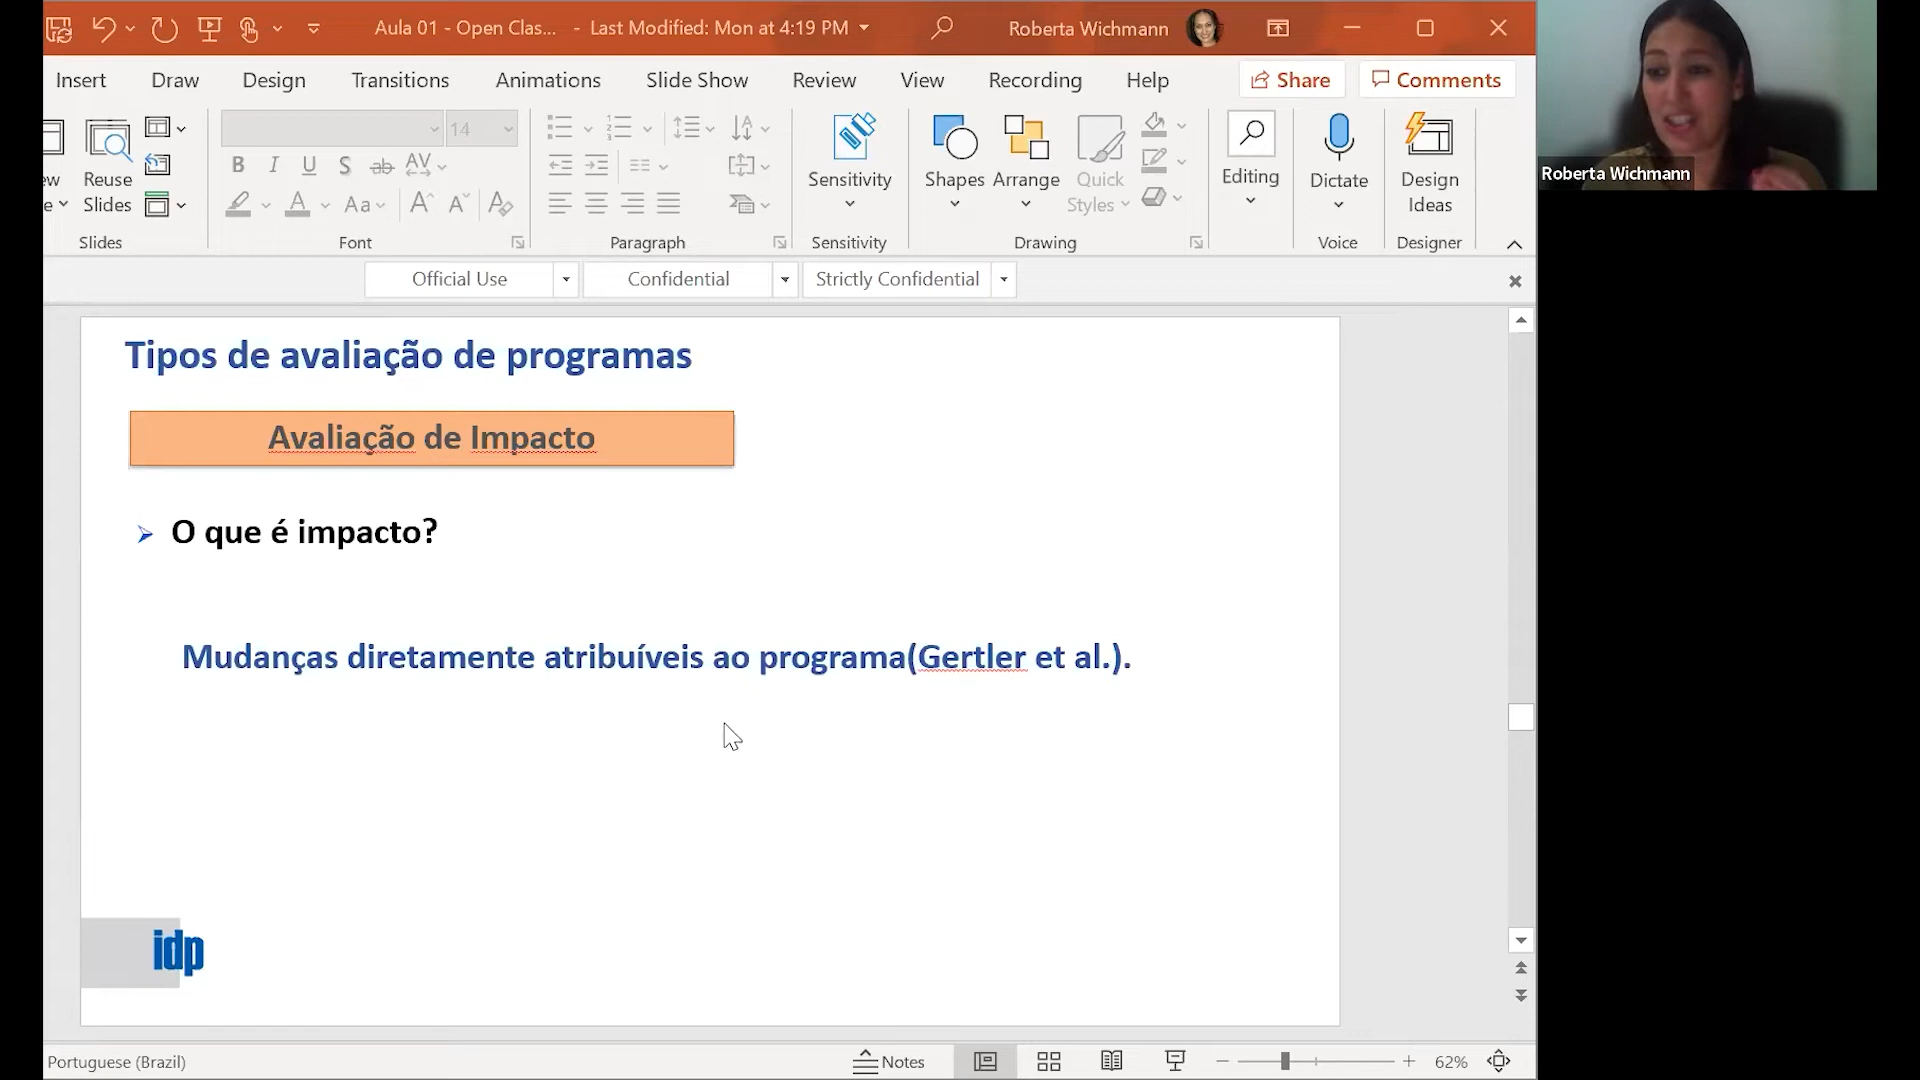 Aula 01 - Open Clas... - Last Modified: Mon at 4:19 PM
Roberta Wichmann
Insert Draw Design Transitions Animations Slide Show Review View Recording Help Share Comments
14
B I U S ab AV
Aa A A A
Reuse
Slides
Sensitivity
Shapes
Arrange
Quick
Styles
Editing
Dictate
Design
Ideas
Slides Font Paragraph Sensitivity Drawing Voice Designer
Official Use Confidential Strictly Confidential
Tipos de avaliação de programas
Avaliação de Impacto
O que é impacto?
Mudanças diretamente atribuíveis ao programa(Gertler et al.).
idp
Portuguese (Brazil) Notes 62%
Roberta Wichmann